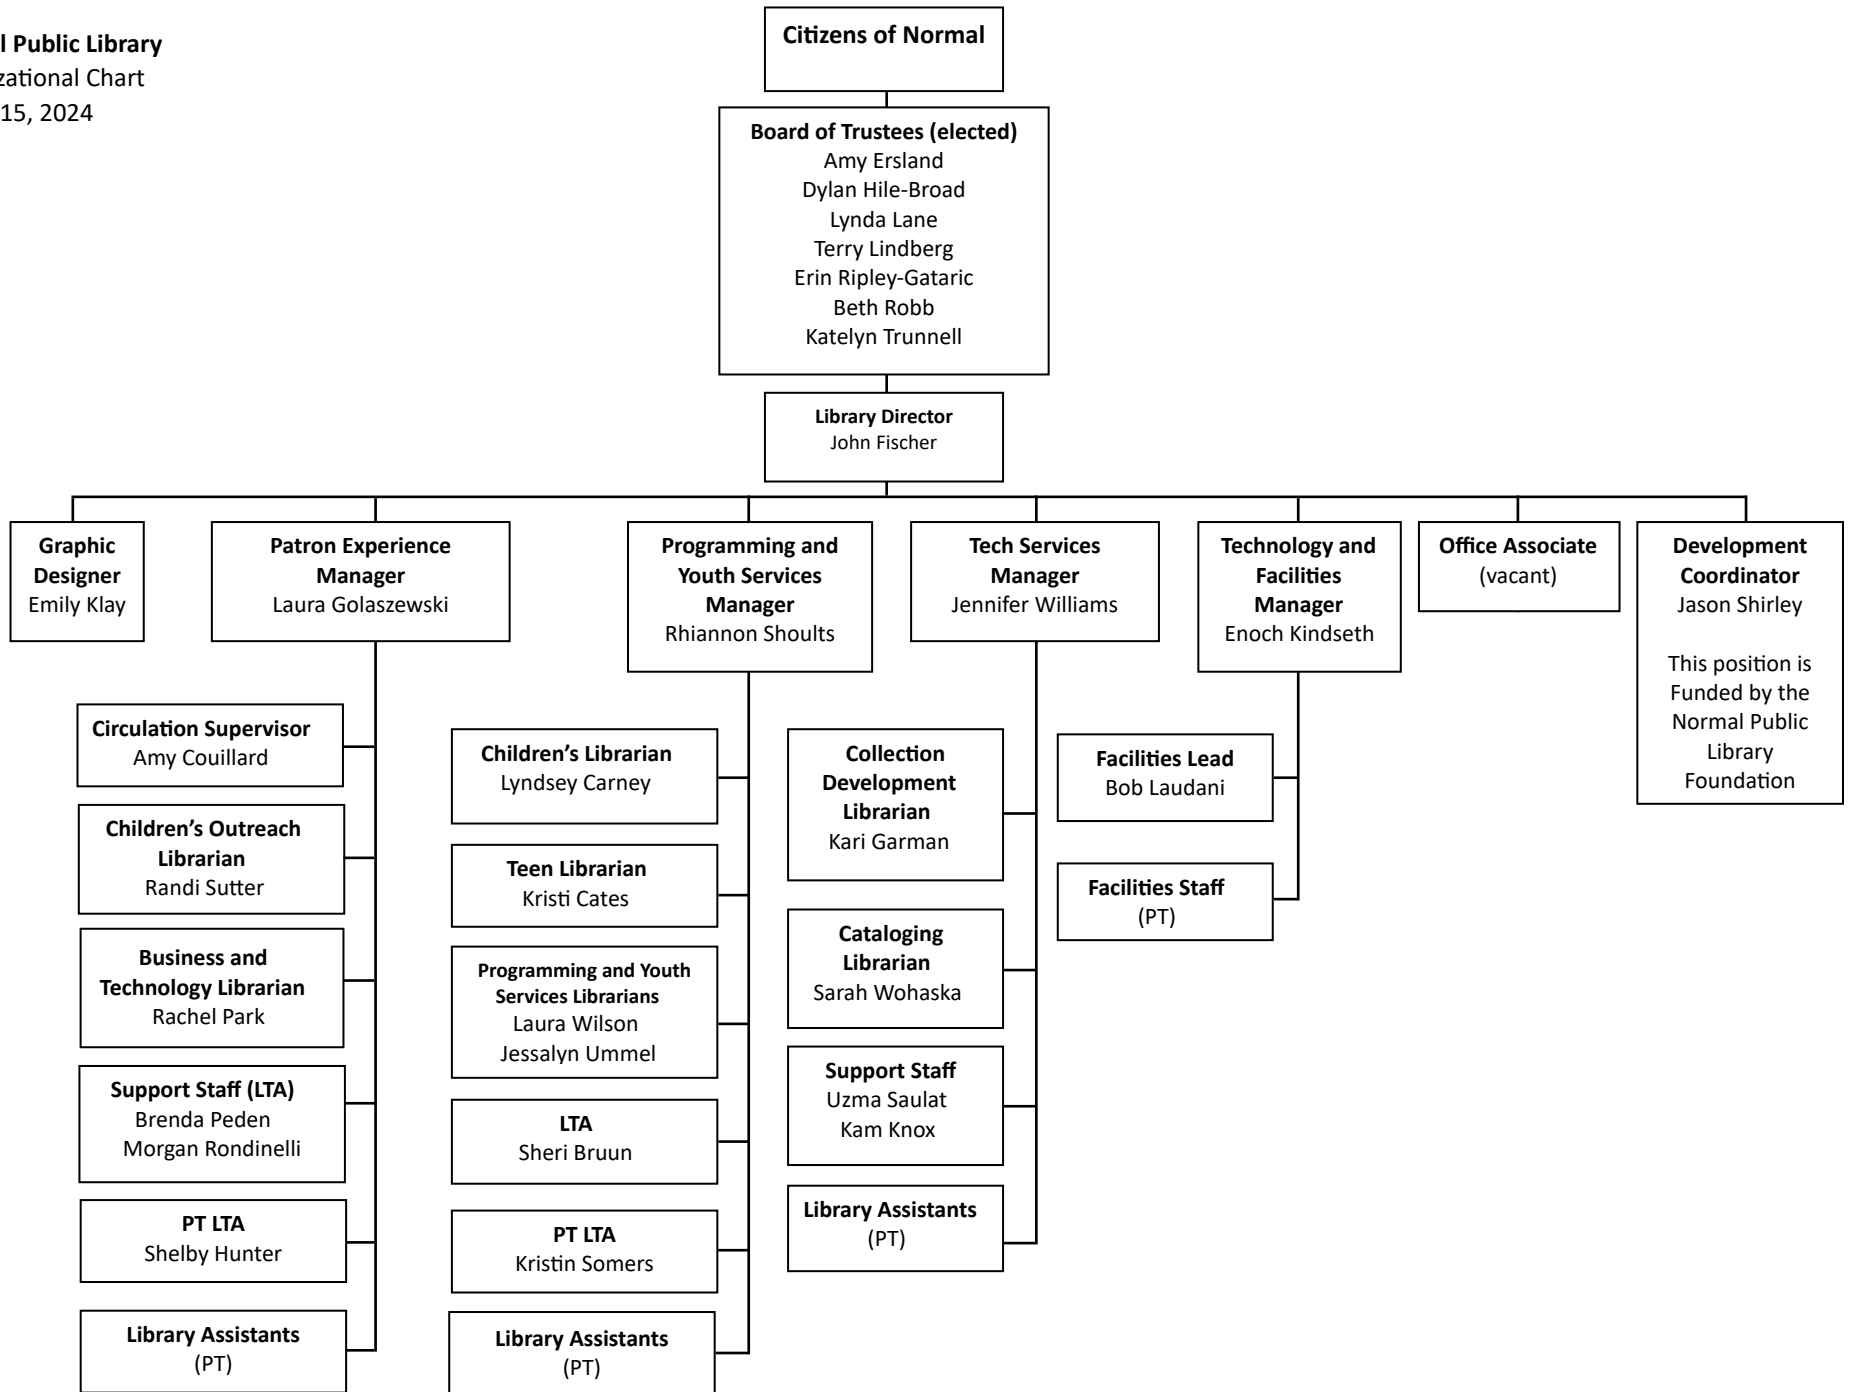 l Public Library
zational Chart
15, 2024
Citizens of Normal
Board of Trustees (elected)
Amy Ersland
Dylan Hile-Broad
Lynda Lane
Terry Lindberg
Erin Ripley-Gataric
Beth Robb
Katelyn Trunnell
Library Director
John Fischer
Graphic
Designer
Emily Klay
Patron Experience
Manager
Laura Golaszewski
Programming and
Youth Services
Manager
Rhiannon Shoults
Tech Services
Manager
Jennifer Williams
Technology and
Facilities
Manager
Enoch Kindseth
Office Associate
(vacant)
Development
Coordinator
Jason Shirley
This position is
Funded by the
Normal Public
Library
Foundation
Circulation Supervisor
Amy Couillard
Children's Outreach
Librarian
Randi Sutter
Business and
Technology Librarian
Rachel Park
Support Staff (LTA)
Brenda Peden
Morgan Rondinelli
PT LTA
Shelby Hunter
Library Assistants
(PT)
Children's Librarian
Lyndsey Carney
Teen Librarian
Kristi Cates
Programming and Youth
Services Librarians
Laura Wilson
Jessalyn Ummel
LTA
Sheri Bruun
PT LTA
Kristin Somers
Library Assistants
(PT)
Collection
Development
Librarian
Kari Garman
Cataloging
Librarian
Sarah Wohaska
Support Staff
Uzma Saulat
Kam Knox
Library Assistants
(PT)
Facilities Lead
Bob Laudani
Facilities Staff
(PT)